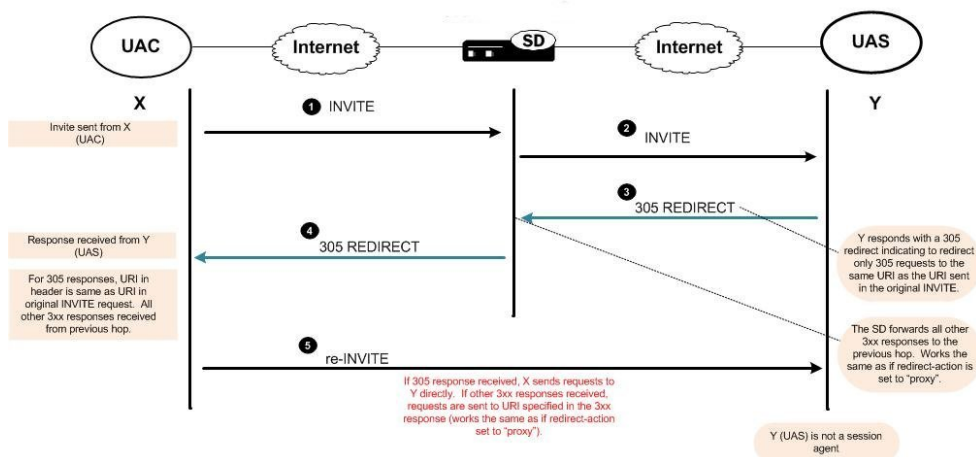 UAC
Internet
SD
Internet
UAS
X
Y
1 INVITE
Invite sent from X
(UAC)
2
INVITE
3
305 REDIRECT
4
305 REDIRECT
Response received from Y
(UAS)
Y responds with a 305
redirect indicating to redirect
only 305 requests to the
same URI as the URI sent
in the original INVITE.
For 305 responses, URI in
header is same as URI in
original INVITE request. All
other 3xx responses received
from previous hop.
The SD forwards all other
3xx responses to the
previous hop. Works the
same as if redirect-action is
set to "proxy".
5
re-INVITE
If 305 response received, X sends requests to
Y directly. If other 3xx responses received,
requests are sent to URI specified in the 3xx
response (works the same as if redirect-action
set to "proxy").
Y (UAS) is not a session
agent